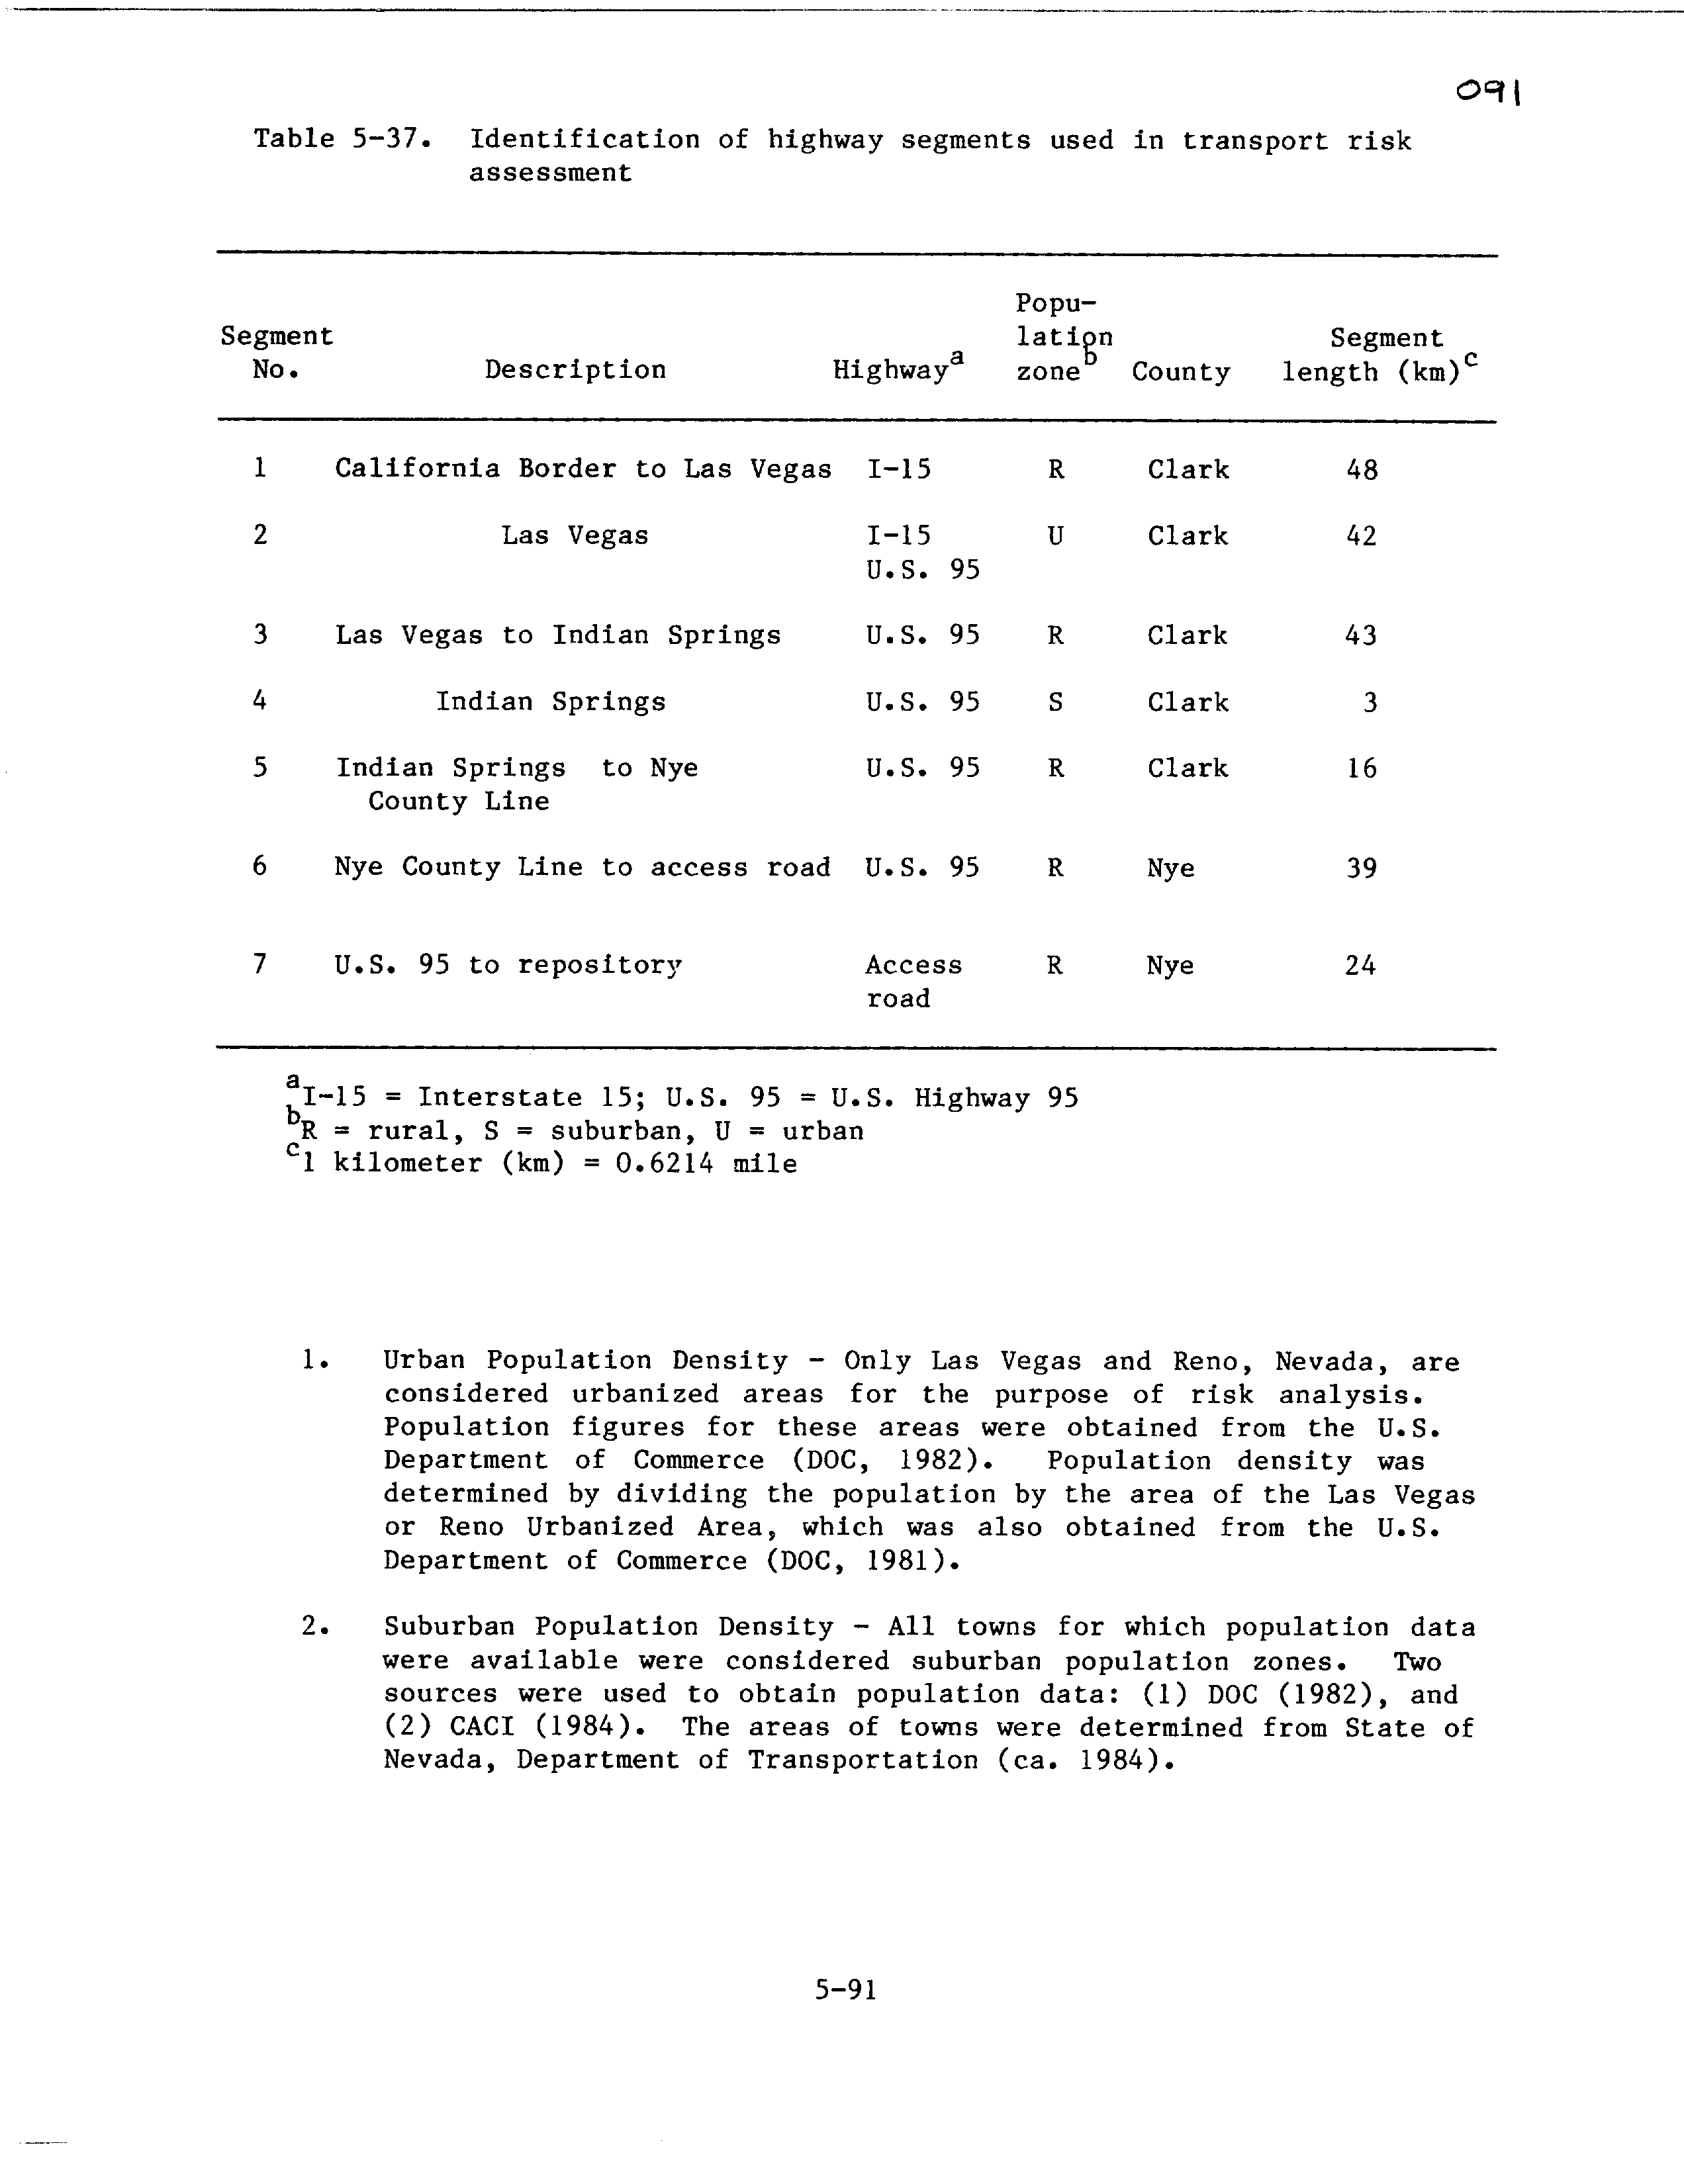 091
Table 5-37. Identification of highway segments used in transport risk
assessment
Popu-
Segment lation Segment
No. Description Highwayᵃ zoneᵇ County length (km)ᶜ
1 California Border to Las Vegas I-15 R Clark 48
2 Las Vegas I-15 U Clark 42
U.S. 95
3 Las Vegas to Indian Springs U.S. 95 R Clark 43
4 Indian Springs U.S. 95 S Clark 3
5 Indian Springs to Nye U.S. 95 R Clark 16
County Line
6 Nye County Line to access road U.S. 95 R Nye 39
7 U.S. 95 to repository Access R Nye 24
road
ᵃI-15 = Interstate 15; U.S. 95 = U.S. Highway 95
ᵇR = rural, S = suburban, U = urban
ᶜ1 kilometer (km) = 0.6214 mile
1. Urban Population Density - Only Las Vegas and Reno, Nevada, are
considered urbanized areas for the purpose of risk analysis.
Population figures for these areas were obtained from the U.S.
Department of Commerce (DOC, 1982). Population density was
determined by dividing the population by the area of the Las Vegas
or Reno Urbanized Area, which was also obtained from the U.S.
Department of Commerce (DOC, 1981).
2. Suburban Population Density - All towns for which population data
were available were considered suburban population zones. Two
sources were used to obtain population data: (1) DOC (1982), and
(2) CACI (1984). The areas of towns were determined from State of
Nevada, Department of Transportation (ca. 1984).
5-91